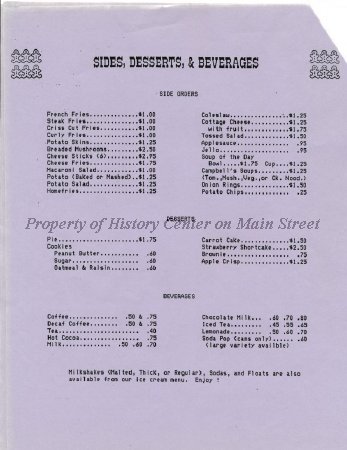 SIDES, DESSERTS, & BEVERAGES
SIDE ORDERS
French Fries............$1.00
Steak Fries.............$1.00
Criss Cut Fries.........$1.00
Curly Fries.............$1.00
Potato Skins............$1.25
Breaded Mushrooms.......$2.50
Cheese Sticks (6).......$2.75
Cheese Fries............$1.75
Macaroni Salad..........$1.00
Potato (Baked or Mashed)$1.25
Potato Salad............$1.25
Homefries...............$1.25
Coleslaw................$1.25
Cottage Cheese..........$1.25
with fruit..........$1.75
Tossed Salad............$1.50
Applesauce.............. .95
Jello................... .95
Soup of the Day
Bowl....$1.75 Cup....$1.25
Campbell's Soups........$1.25
(Tom.,Mush.,Veg.,or Ck. Nood.)
Onion Rings.............$1.50
Potato Chips............ .25
Property of History Center on Main Street
DESSERTS
Pie.....................$1.75
Cookies
Peanut Butter......... .60
Sugar................. .60
Oatmeal & Raisin...... .60
Carrot Cake.............$1.50
Strawberry Shortcake....$2.50
Brownie................. .75
Apple Crisp.............$1.25
BEVERAGES
Coffee............ .50 & .75
Decaf Coffee...... .50 & .75
Tea..................... .40
Hot Cocoa............... .75
Milk.......... .50 .60 .70
Chocolate Milk... .60 .70 .80
Iced Tea......... .45 .55 .65
Lemonade......... .50 .60 .70
Soda Pop (cans only)..... .60
(large variety availble)
Milkshakes (Malted, Thick, or Regular), Sodas, and Floats are also
available from our ice cream menu. Enjoy !